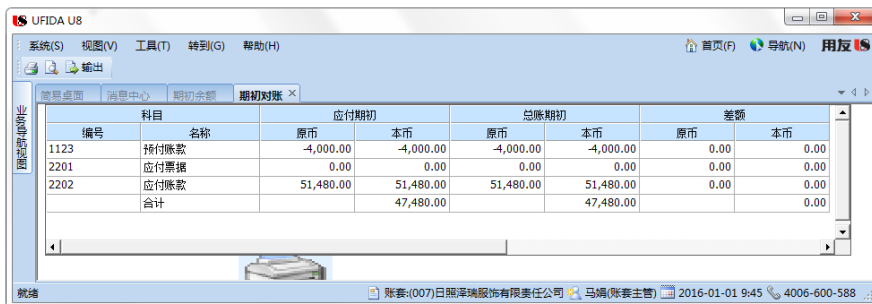 UFIDA U8
系统(S) 视图(V) 工具(T) 转到(G) 帮助(H) 首页(F) 导航(N) 用友
输出
简易桌面 消息中心 期初余额 期初对账
业务导航视图
科目 应付期初 总账期初 差额
编号 名称 原币 本币 原币 本币 原币 本币
1123 预付账款 -4,000.00 -4,000.00 -4,000.00 -4,000.00 0.00 0.00
2201 应付票据 0.00 0.00 0.00 0.00 0.00 0.00
2202 应付账款 51,480.00 51,480.00 51,480.00 51,480.00 0.00 0.00
合计 47,480.00 47,480.00 0.00
就绪 账套:(007)日照泽瑞服饰有限责任公司 马娟(账套主管) 2016-01-01 9:45 4006-600-588